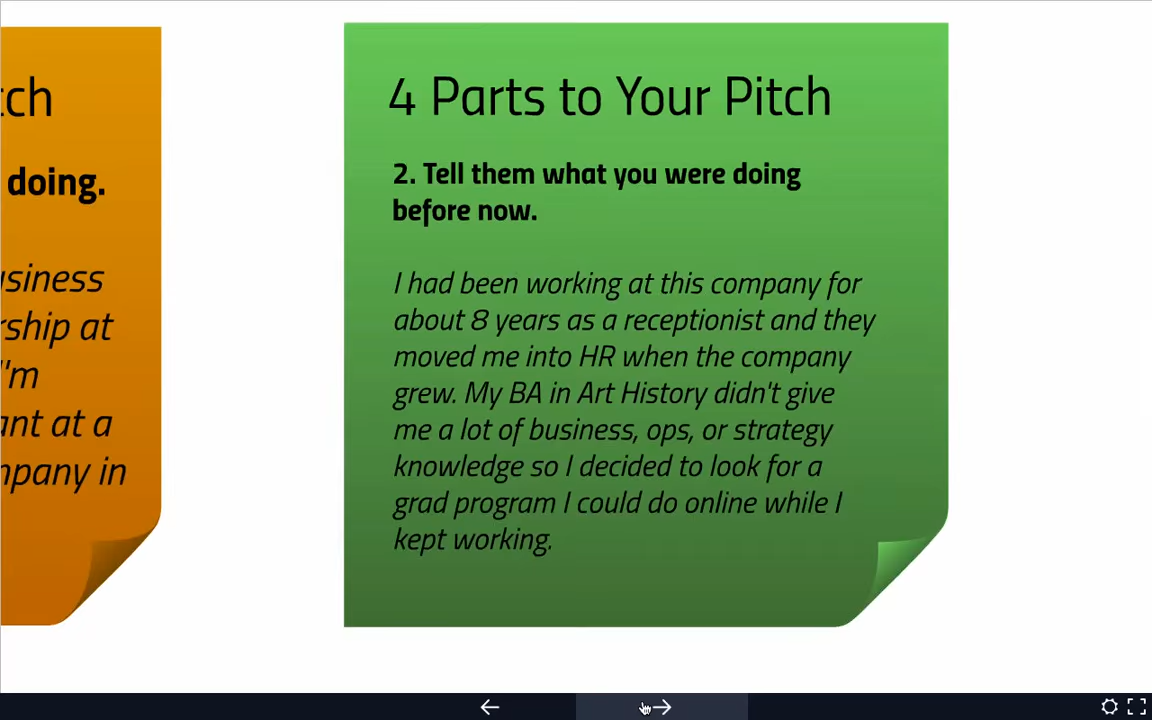 tch
doing.
usiness
rship at
I'm
ant at a
mpany in
4 Parts to Your Pitch
2. Tell them what you were doing
before now.
I had been working at this company for
about 8 years as a receptionist and they
moved me into HR when the company
grew. My BA in Art History didn't give
me a lot of business, ops, or strategy
knowledge so I decided to look for a
grad program I could do online while I
kept working.